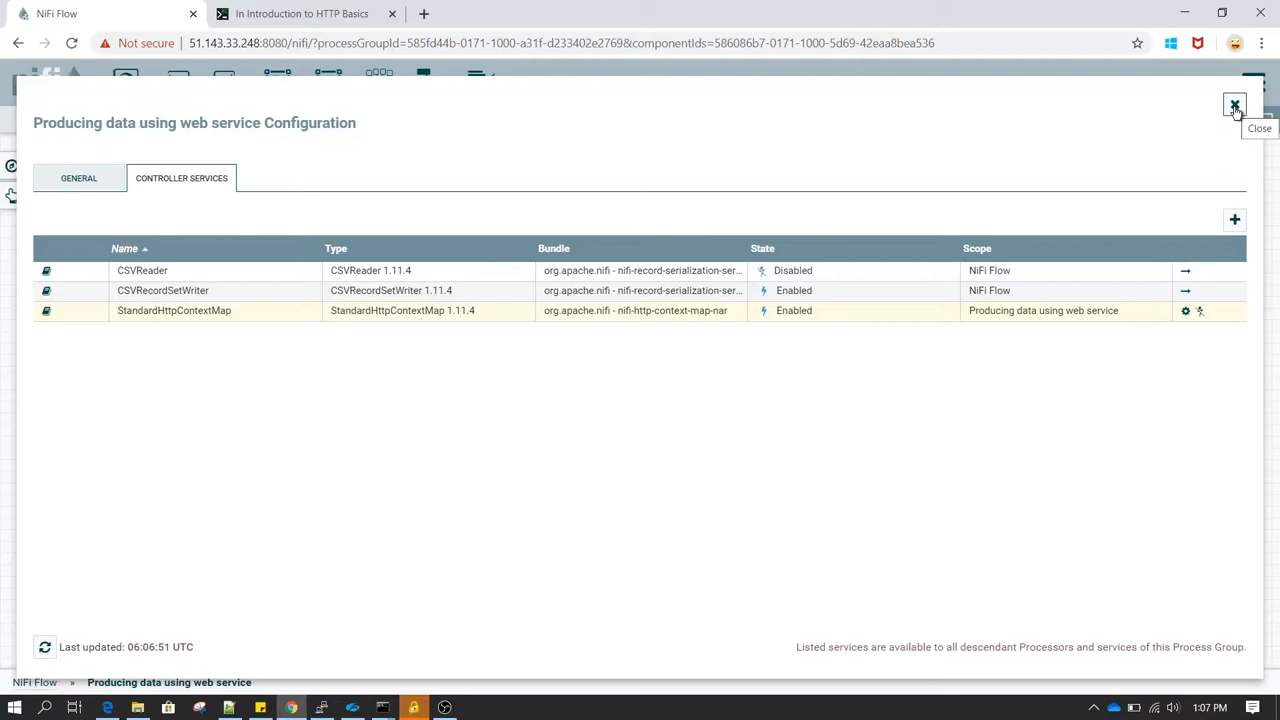 NiFi Flow
In Introduction to HTTP Basics
Not secure
51.143.33.248:8080/nifi/?processGroupId=585fd44b-0171-1000-a31f-d233402e2769&componentIds=586086b7-0171-1000-5d69-42eaa8bea536
Producing data using web service Configuration
Close
GENERAL
CONTROLLER SERVICES
Name Type Bundle State Scope
CSVReader CSVReader 1.11.4 org.apache.nifi - nifi-record-serialization-ser... Disabled NiFi Flow
CSVRecordSetWriter CSVRecordSetWriter 1.11.4 org.apache.nifi - nifi-record-serialization-ser... Enabled NiFi Flow
StandardHttpContextMap StandardHttpContextMap 1.11.4 org.apache.nifi - nifi-http-context-map-nar Enabled Producing data using web service
Last updated: 06:06:51 UTC
Listed services are available to all descendant Processors and services of this Process Group.
NiFi Flow » Producing data using web service
1:07 PM